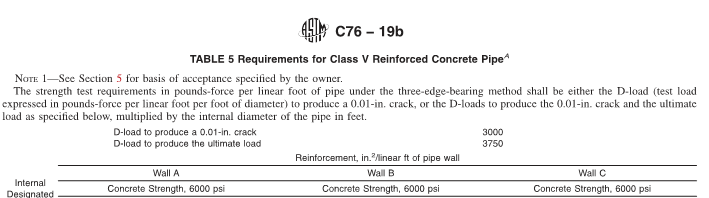 ASTM C76 – 19b
TABLE 5 Requirements for Class V Reinforced Concrete PipeA
NOTE 1—See Section 5 for basis of acceptance specified by the owner.
The strength test requirements in pounds-force per linear foot of pipe under the three-edge-bearing method shall be either the D-load (test load
expressed in pounds-force per linear foot per foot of diameter) to produce a 0.01-in. crack, or the D-loads to produce the 0.01-in. crack and the ultimate
load as specified below, multiplied by the internal diameter of the pipe in feet.
D-load to produce a 0.01-in. crack 3000
D-load to produce the ultimate load 3750
Reinforcement, in.2/linear ft of pipe wall
Wall A Wall B Wall C
Internal
Designated
Concrete Strength, 6000 psi Concrete Strength, 6000 psi Concrete Strength, 6000 psi